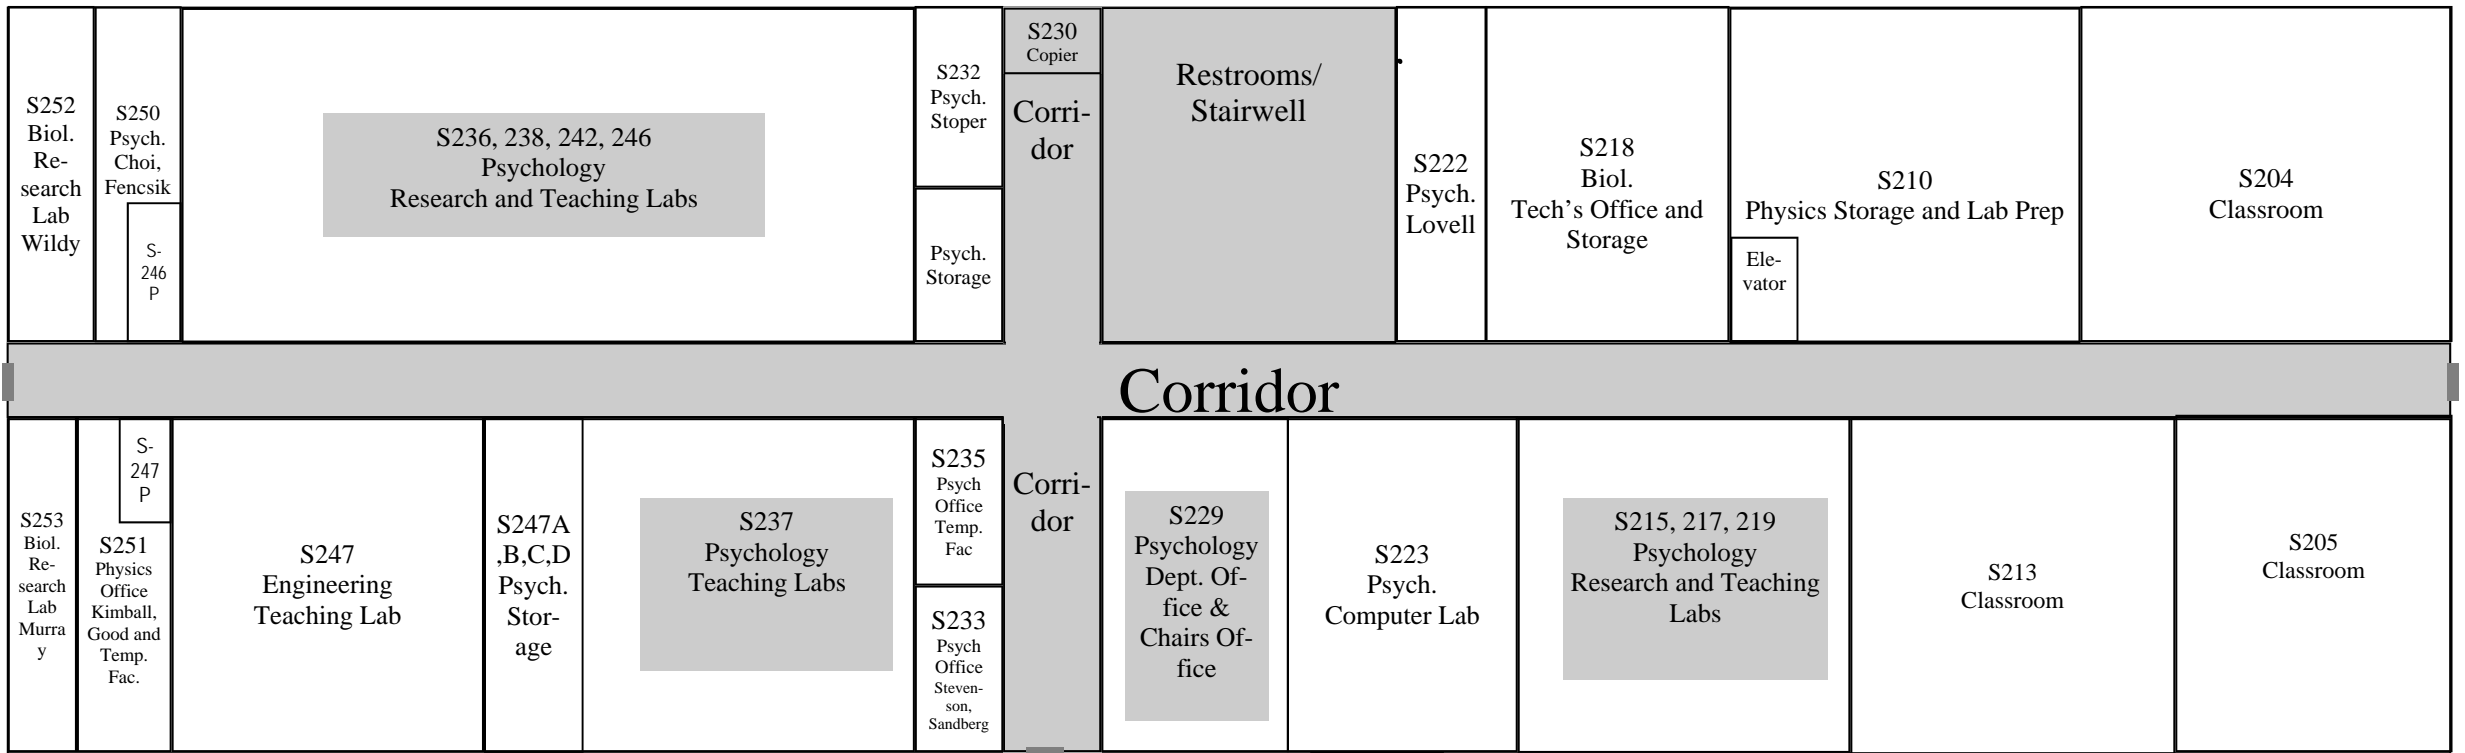 S252
Biol.
Re-
search
Lab
Wildy
S250
Psych.
Choi,
Fencsik
S-
246
P
S236, 238, 242, 246
Psychology
Research and Teaching Labs
S232
Psych.
Stoper
Psych.
Storage
S230
Copier
Corri-
dor
Restrooms/
Stairwell
S222
Psych.
Lovell
S218
Biol.
Tech's Office and
Storage
S210
Physics Storage and Lab Prep
Ele-
vator
S204
Classroom
Corridor
S253
Biol.
Re-
search
Lab
Murra
y
S-
247
P
S251
Physics
Office
Kimball,
Good and
Temp.
Fac.
S247
Engineering
Teaching Lab
S247A
,B,C,D
Psych.
Stor-
age
S237
Psychology
Teaching Labs
S235
Psych
Office
Temp.
Fac
S233
Psych
Office
Steven-
son,
Sandberg
Corri-
dor
S229
Psychology
Dept. Of-
fice &
Chairs Of-
fice
S223
Psych.
Computer Lab
S215, 217, 219
Psychology
Research and Teaching
Labs
S213
Classroom
S205
Classroom